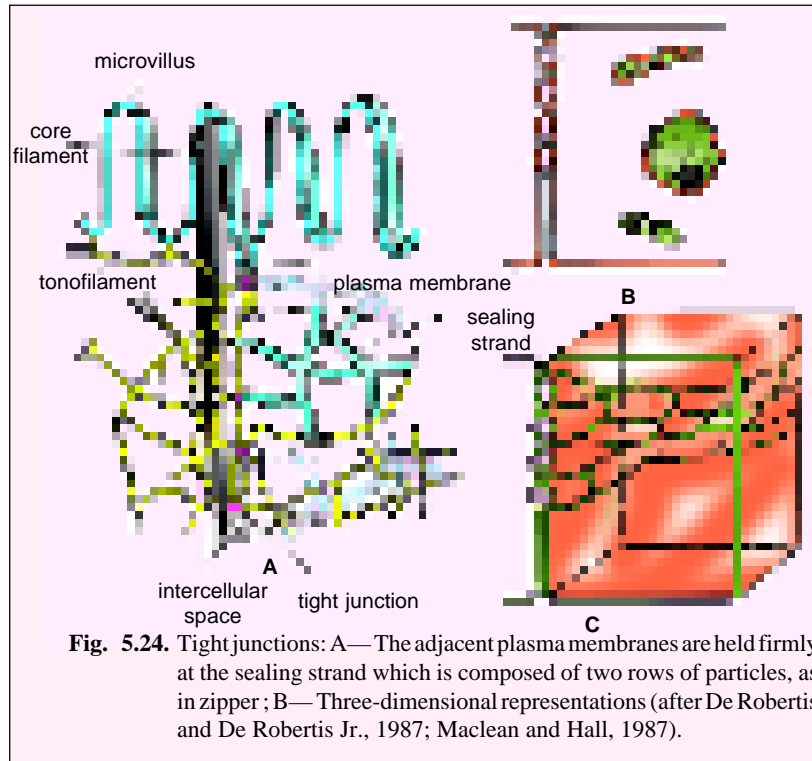 microvillus
core
filament
tonofilament
plasma membrane
B
sealing
strand
A
intercellular
space
tight junction
C
Fig. 5.24. Tight junctions: A— The adjacent plasma membranes are held firmly
at the sealing strand which is composed of two rows of particles, as
in zipper ; B— Three-dimensional representations (after De Robertis
and De Robertis Jr., 1987; Maclean and Hall, 1987).